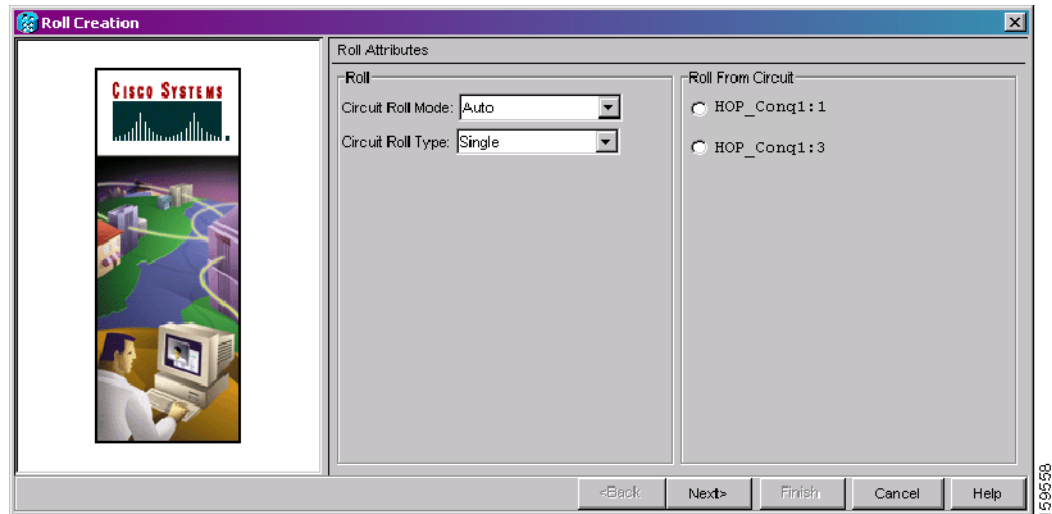 Roll Creation
CISCO SYSTEMS
Roll Attributes
Roll
Circuit Roll Mode: Auto
Circuit Roll Type: Single
Roll From Circuit
HOP_Conq1:1
HOP_Conq1:3
<Back Next> Finish Cancel Help
159558